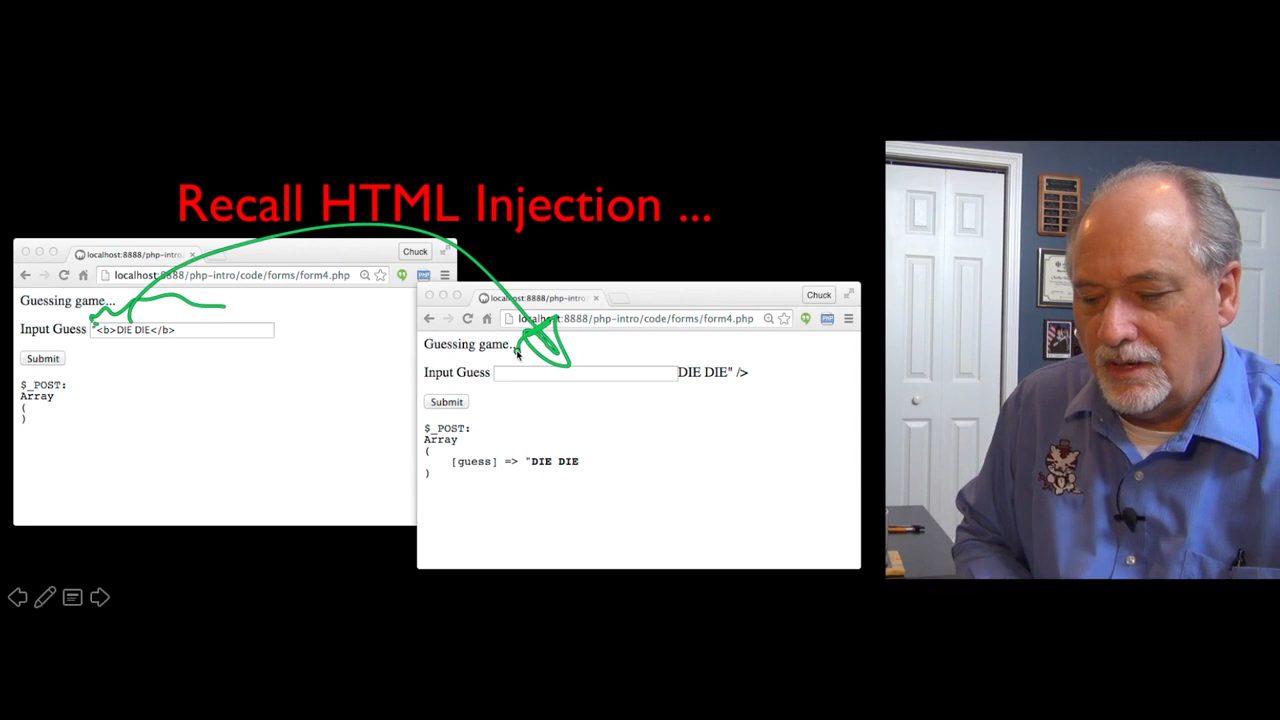 Recall HTML Injection ...
localhost:8888/php-intro
Chuck
localhost:8888/php-intro/code/forms/form4.php
Guessing game...
Input Guess "<b>DIE DIE</b>
Submit
$_POST:
Array
(
)
localhost:8888/php-intro
Chuck
localhost:8888/php-intro/code/forms/form4.php
PHP
Guessing game...
Input Guess DIE DIE" />
Submit
$_POST:
Array
(
[guess] => "DIE DIE
)